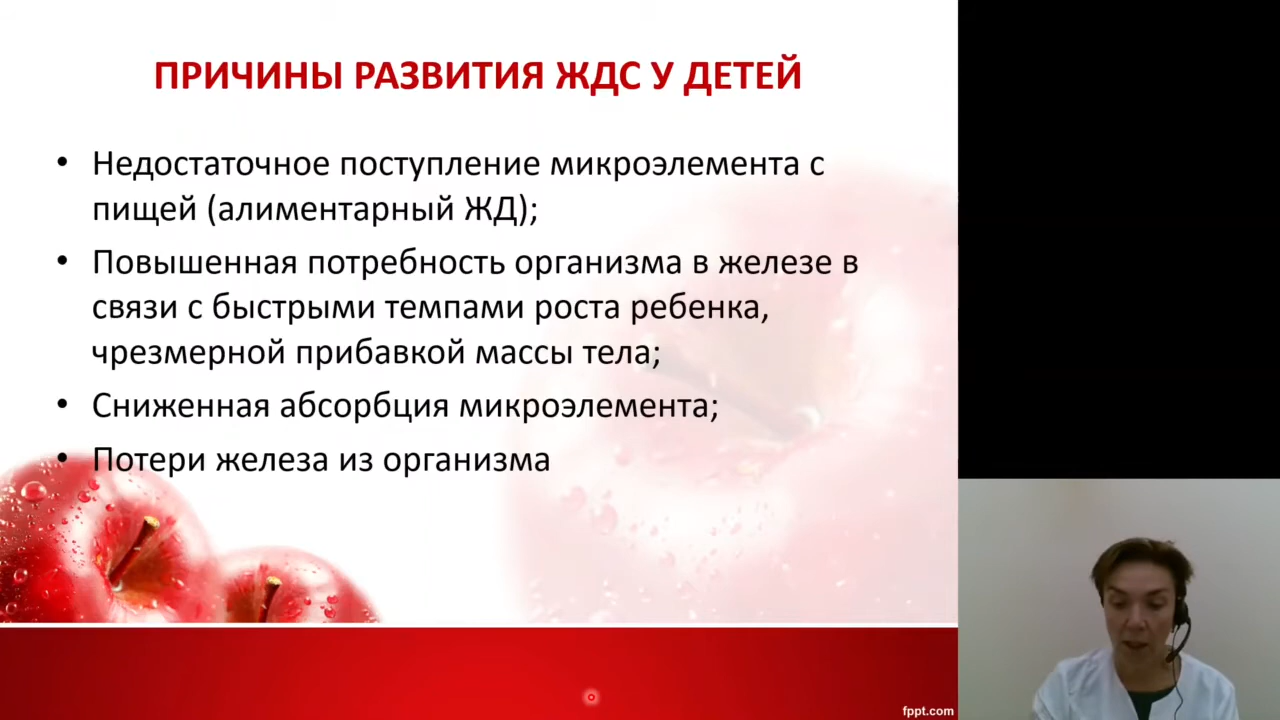 ПРИЧИНЫ РАЗВИТИЯ ЖДС У ДЕТЕЙ
• Недостаточное поступление микроэлемента с
пищей (алиментарный ЖД);
• Повышенная потребность организма в железе в
связи с быстрыми темпами роста ребенка,
чрезмерной прибавкой массы тела;
• Сниженная абсорбция микроэлемента;
• Потери железа из организма
fppt.com